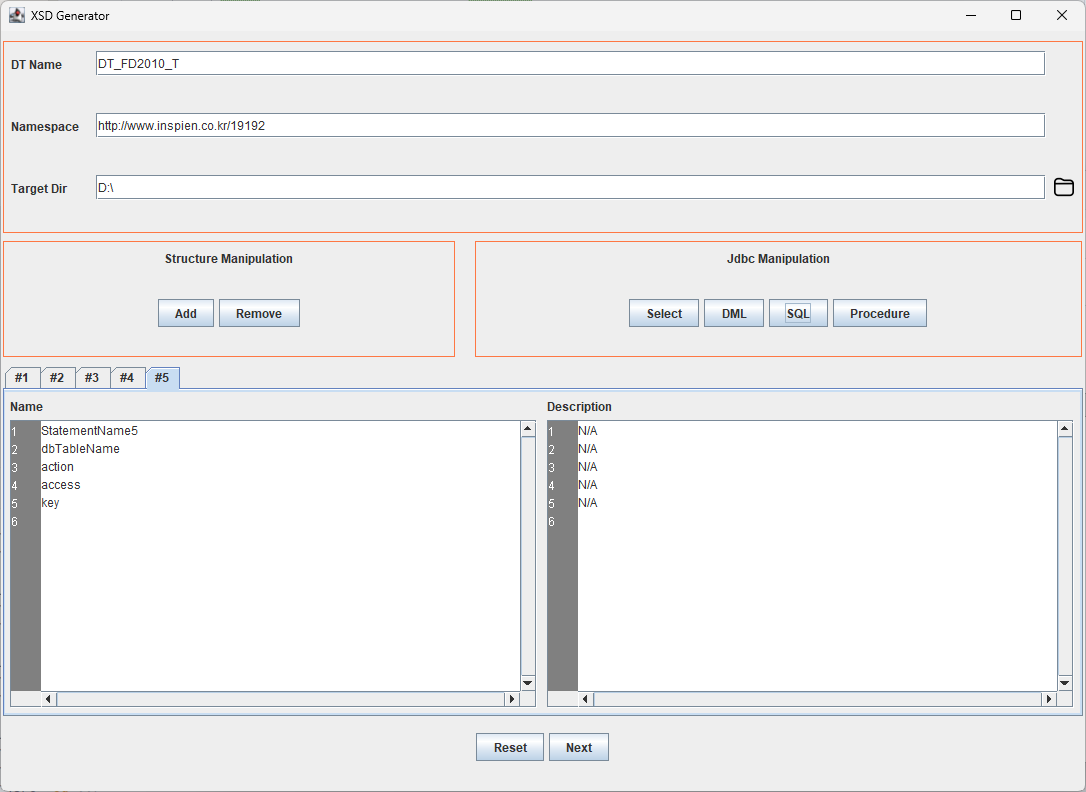 XSD Generator
DT Name DT_FD2010_T
Namespace http://www.inspien.co.kr/19192
Target Dir D:\
Structure Manipulation
Add Remove
Jdbc Manipulation
Select DML SQL Procedure
#1 #2 #3 #4 #5
Name
1 StatementName5
2 dbTableName
3 action
4 access
5 key
6
Description
1 N/A
2 N/A
3 N/A
4 N/A
5 N/A
6
Reset Next